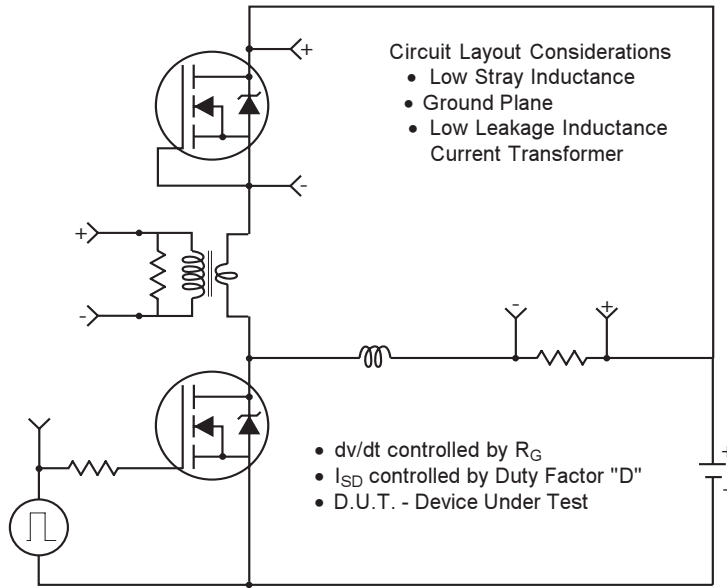 +
Circuit Layout Considerations
• Low Stray Inductance
• Ground Plane
• Low Leakage Inductance
Current Transformer
-
+
-
-
+
• dv/dt controlled by RG
• ISD controlled by Duty Factor "D"
• D.U.T. - Device Under Test
+
-